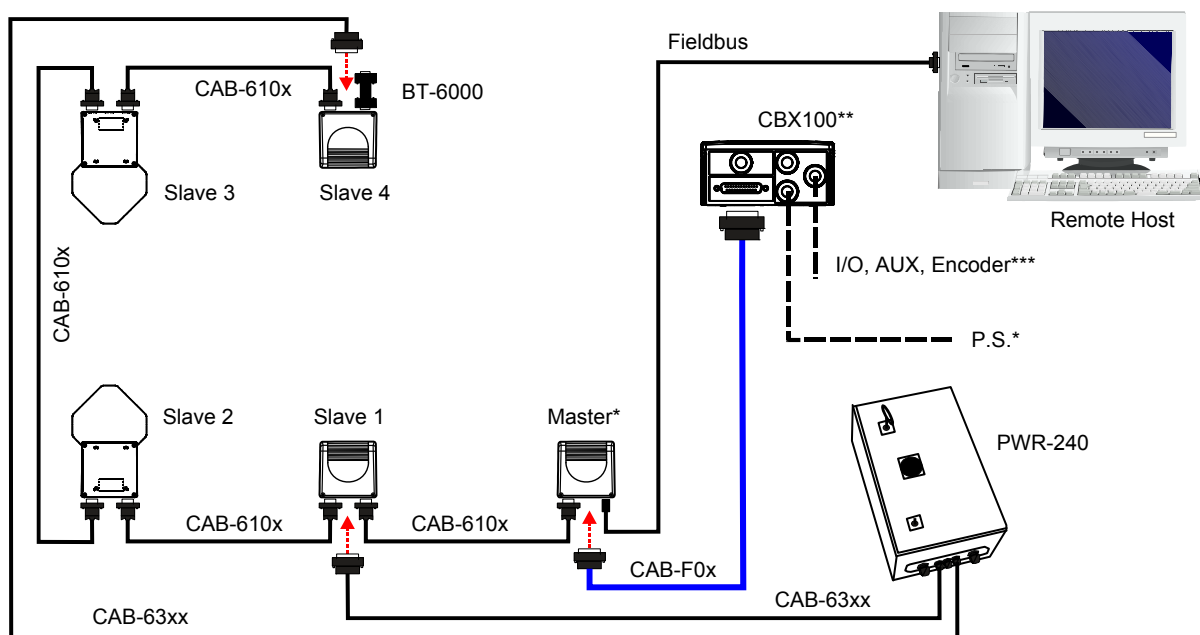 Fieldbus
CAB-610x
BT-6000
CBX100**
Slave 3
Slave 4
Remote Host
CAB-610x
I/O, AUX, Encoder***
P.S.*
Slave 2
Slave 1
Master*
PWR-240
CAB-610x
CAB-610x
CAB-F0x
CAB-63xx
CAB-63xx